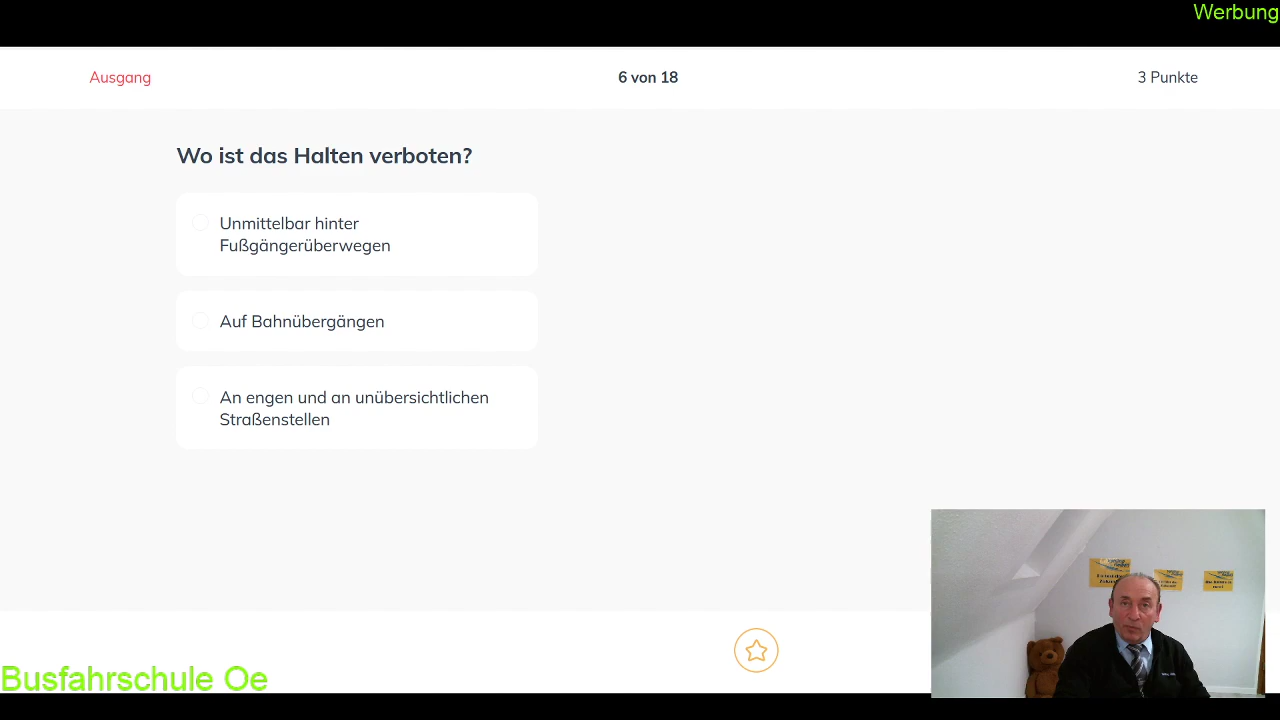 Werbung
Ausgang
6 von 18
3 Punkte
Wo ist das Halten verboten?
Unmittelbar hinter
Fußgängerüberwegen
Auf Bahnübergängen
An engen und an unübersichtlichen
Straßenstellen
Busfahrschule Oe